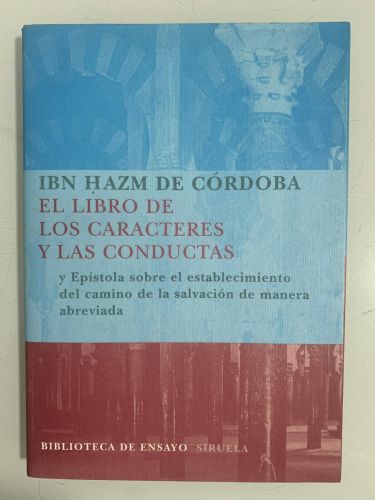 IBN ḤAZM DE CÓRDOBA
EL LIBRO DE
LOS CARACTERES
Y LAS CONDUCTAS
y Epístola sobre el establecimiento
del camino de la salvación de manera
abreviada
BIBLIOTECA DE ENSAYO SIRUELA